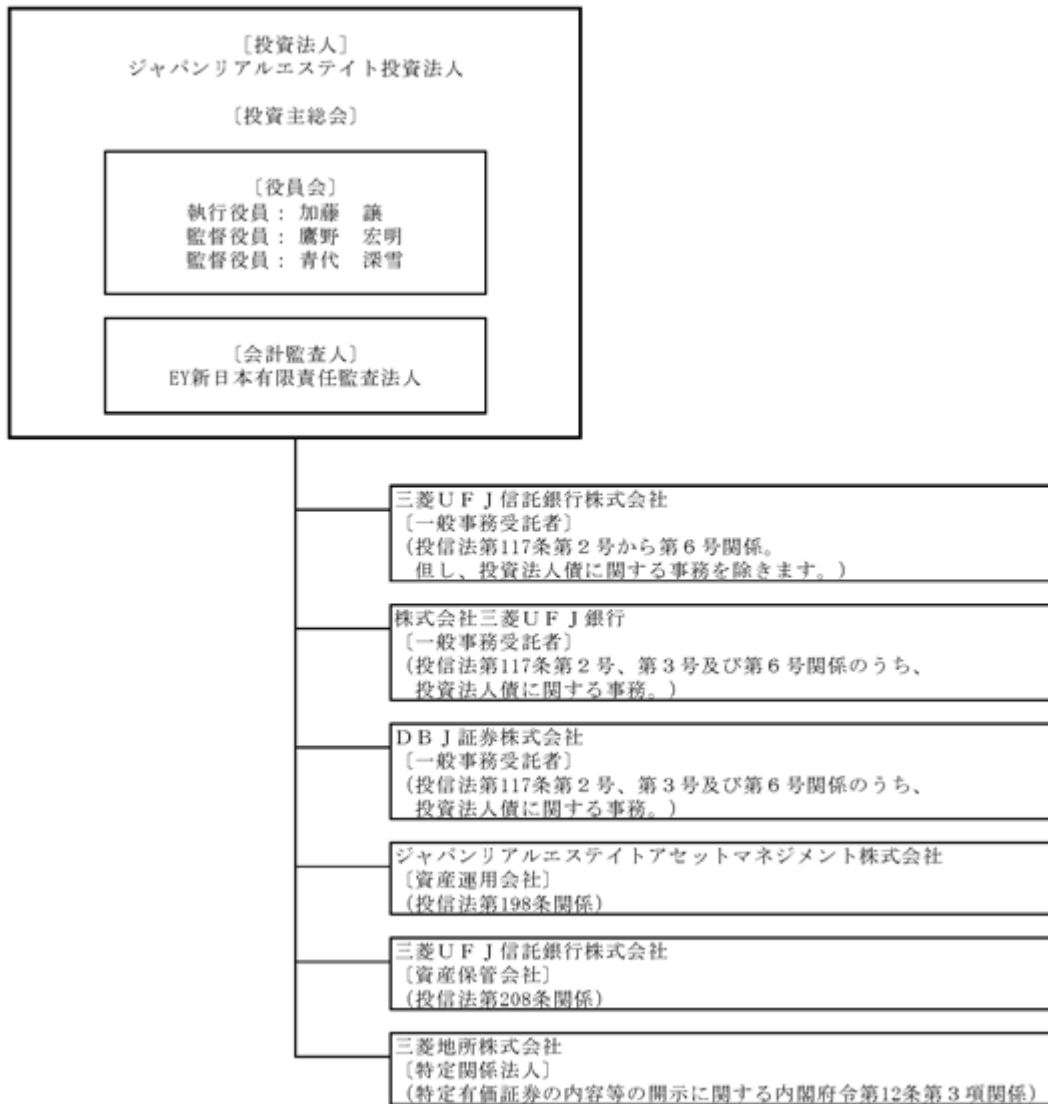 ［投資法人］
ジャパンリアルエステイト投資法人
〔投資主総会〕
〔役員会〕
執行役員：加藤　譲
監督役員：鷹野　宏明
監督役員：青代　深雪
〔会計監査人〕
EY新日本有限責任監査法人
三菱ＵＦＪ信託銀行株式会社
〔一般事務受託者〕
（投信法第117条第２号から第６号関係。
但し、投資法人債に関する事務を除きます。）
株式会社三菱ＵＦＪ銀行
〔一般事務受託者〕
（投信法第117条第２号、第３号及び第６号関係のうち、
投資法人債に関する事務。）
ＤＢＪ証券株式会社
〔一般事務受託者〕
（投信法第117条第２号、第３号及び第６号関係のうち、
投資法人債に関する事務。）
ジャパンリアルエステイトアセットマネジメント株式会社
〔資産運用会社〕
（投信法第198条関係）
三菱ＵＦＪ信託銀行株式会社
〔資産保管会社〕
（投信法第208条関係）
三菱地所株式会社
［特定関係法人］
（特定有価証券の内容等の開示に関する内閣府令第12条第３項関係）